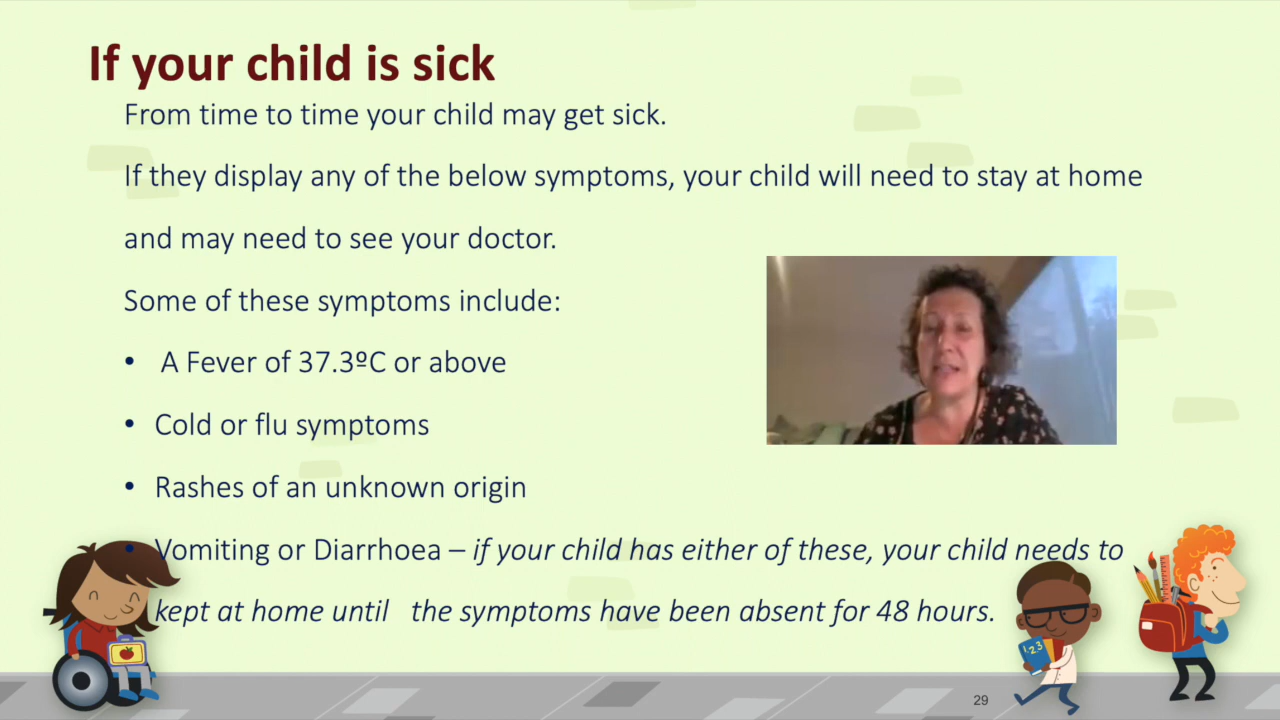 If your child is sick
From time to time your child may get sick.
If they display any of the below symptoms, your child will need to stay at home
and may need to see your doctor.
Some of these symptoms include:
• A Fever of 37.3ºC or above
• Cold or flu symptoms
• Rashes of an unknown origin
• Vomiting or Diarrhoea – if your child has either of these, your child needs to
kept at home until the symptoms have been absent for 48 hours.
1.2.3
29